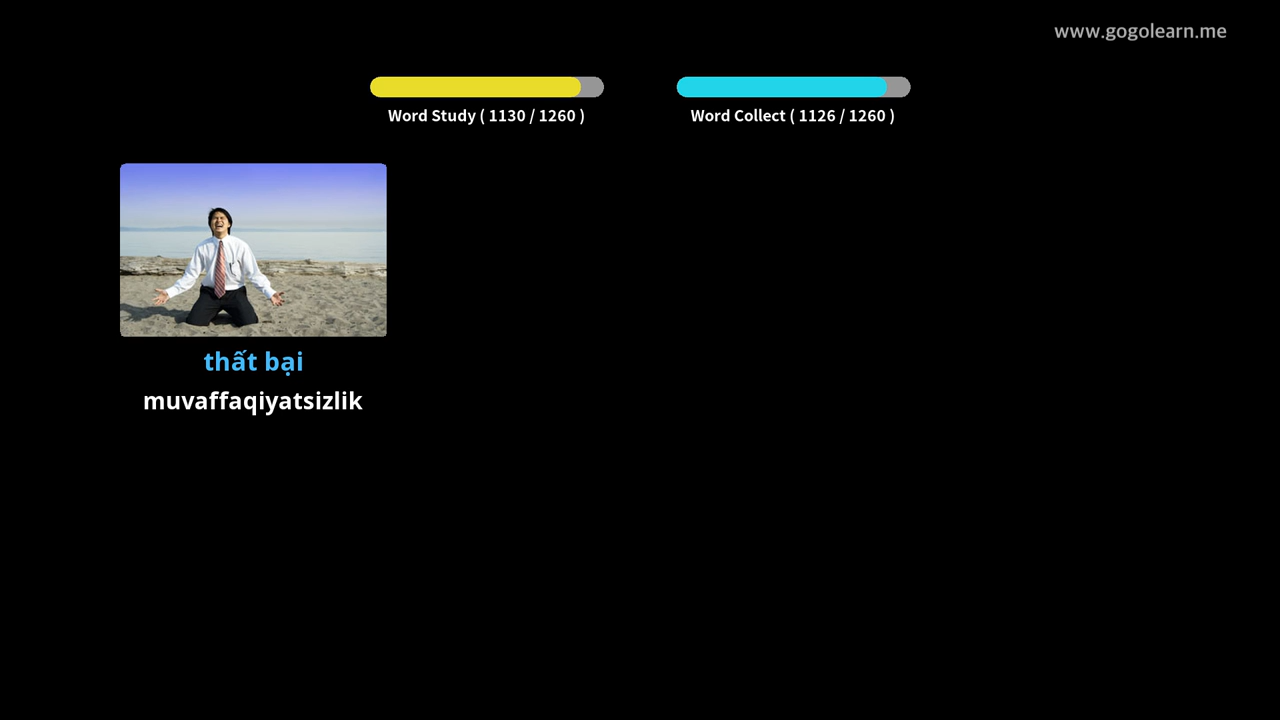 www.gogolearn.me
Word Study ( 1130 / 1260 )
Word Collect ( 1126 / 1260 )
thất bại
muvaffaqiyatsizlik